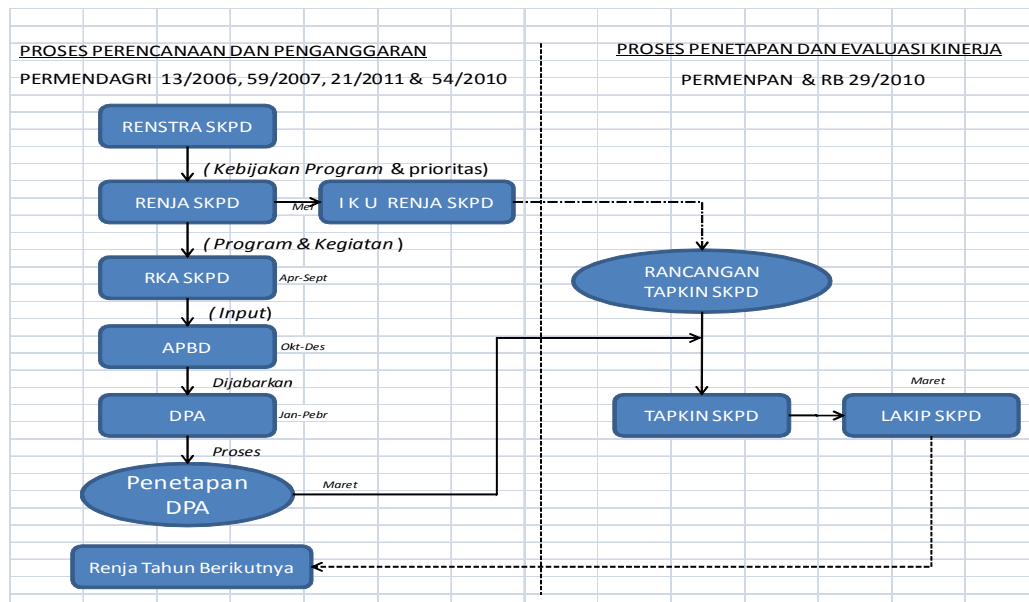 PROSES PERENCANAAN DAN PENGANGGARAN
PERMENDAGRI 13/2006, 59/2007, 21/2011 & 54/2010
RENSTRA SKPD
( Kebijakan Program & prioritas)
RENJA SKPD
Mei
I K U RENJA SKPD
( Program & Kegiatan )
RKA SKPD
Apr-Sept
( Input)
APBD
Okt-Des
Dijabarkan
DPA
Jan-Pebr
Proses
Penetapan
DPA
Maret
Renja Tahun Berikutnya
PROSES PENETAPAN DAN EVALUASI KINERJA
PERMENPAN & RB 29/2010
RANCANGAN
TAPKIN SKPD
TAPKIN SKPD
Maret
LAKIP SKPD